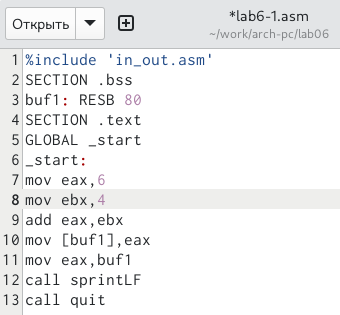 Открыть
*lab6-1.asm
~/work/arch-pc/lab06
1 %include 'in_out.asm'
2 SECTION .bss
3 buf1: RESB 80
4 SECTION .text
5 GLOBAL _start
6 _start:
7 mov eax,6
8 mov ebx,4
9 add eax,ebx
10 mov [buf1],eax
11 mov eax,buf1
12 call sprintLF
13 call quit